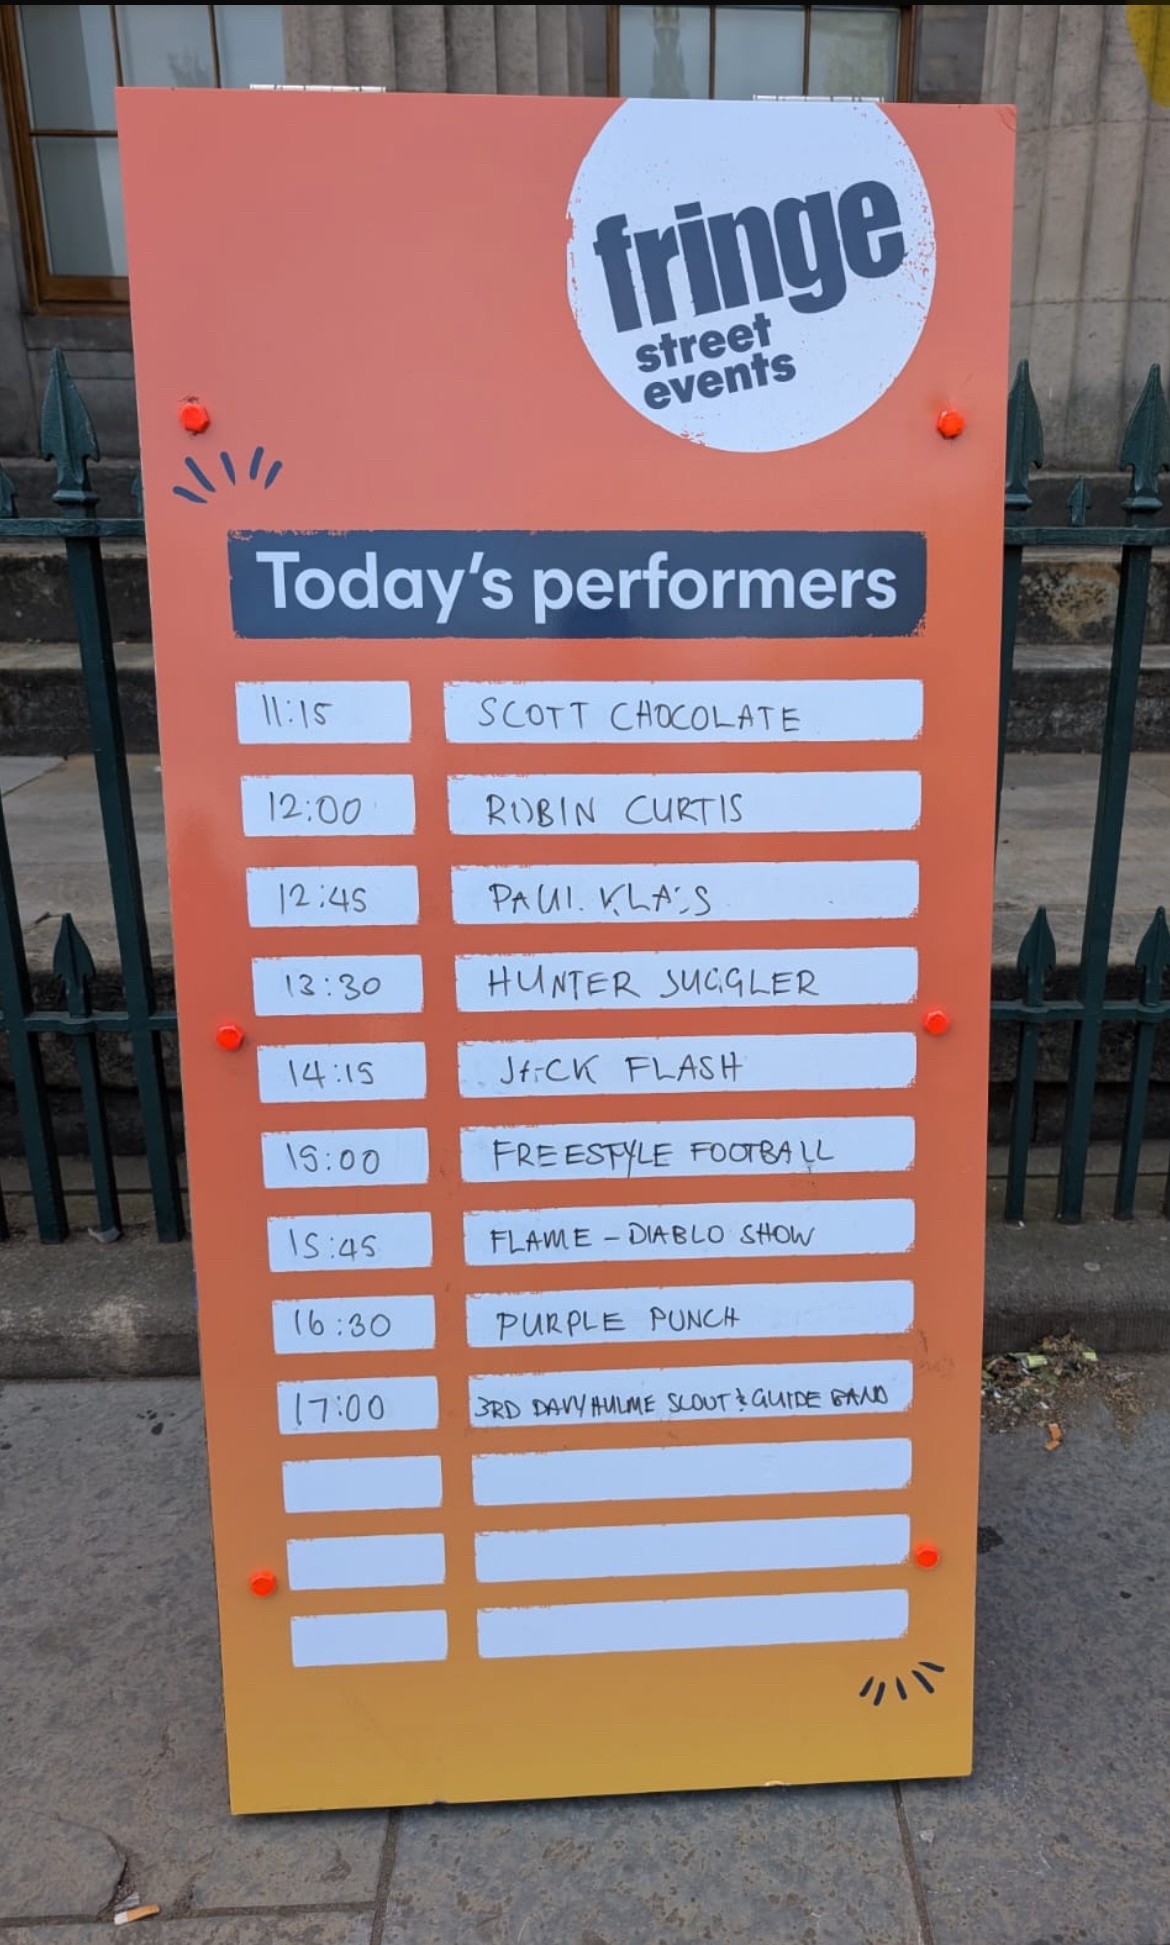 fringe
street
events
Today's performers
11:15 SCOTT CHOCOLATE
12:00 ROBIN CURTIS
12:45 PAUL
13:30 HUNTER JUGGLER
14:15 JACK FLASH
15:00 FREESTYLE FOOTBALL
15:45 FLAME - DIABLO SHOW
16:30 PURPLE PUNCH
17:00 3RD DAVYHULME SCOUT & GUIDE BAND